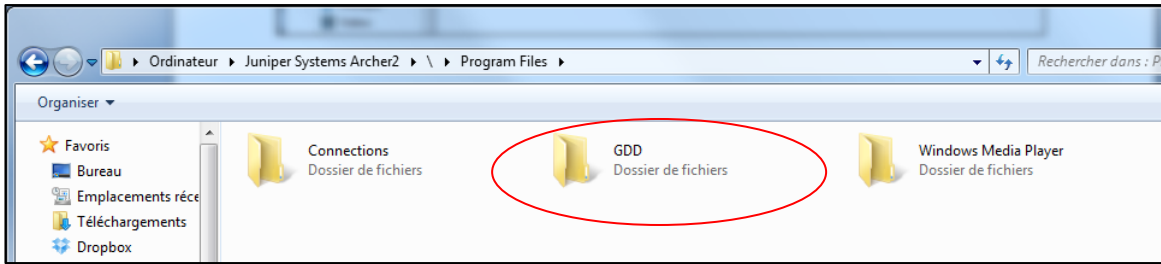 Ordinateur ▸ Juniper Systems Archer2 ▸ \ ▸ Program Files ▸
Rechercher dans : P
Organiser
Favoris
Bureau
Emplacements réce
Téléchargements
Dropbox
Connections
Dossier de fichiers
GDD
Dossier de fichiers
Windows Media Player
Dossier de fichiers